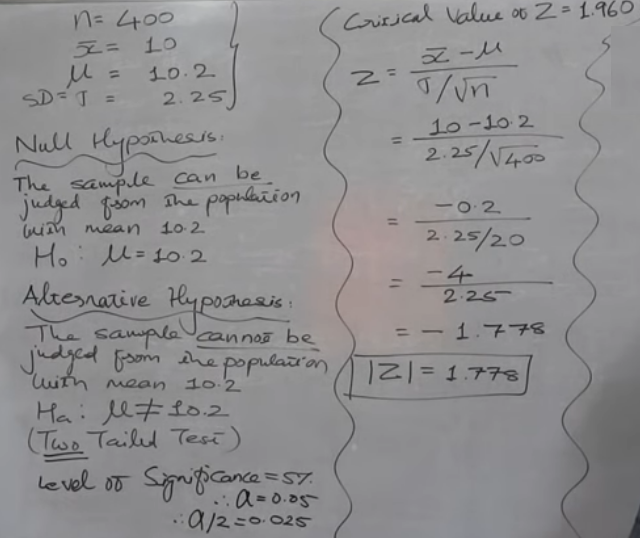 n = 400
x̄ = 10
μ = 10.2
SD = σ = 2.25
Null Hypothesis:
The sample can be
judged from the population
with mean 10.2
H₀ : μ = 10.2
Alternative Hypothesis:
The sample cannot be
judged from the population
with mean 10.2
Ha : μ ≠ 10.2
(Two Tailed Test)
Level of Significance = 5%
∴ α = 0.05
∴ α/2 = 0.025
Critical Value of Z = 1.960
Z = (x̄ - μ) / (σ/√n)
= (10 - 10.2) / (2.25/√400)
= (-0.2) / (2.25/20)
= (-4) / 2.25
= - 1.778
|Z| = 1.778